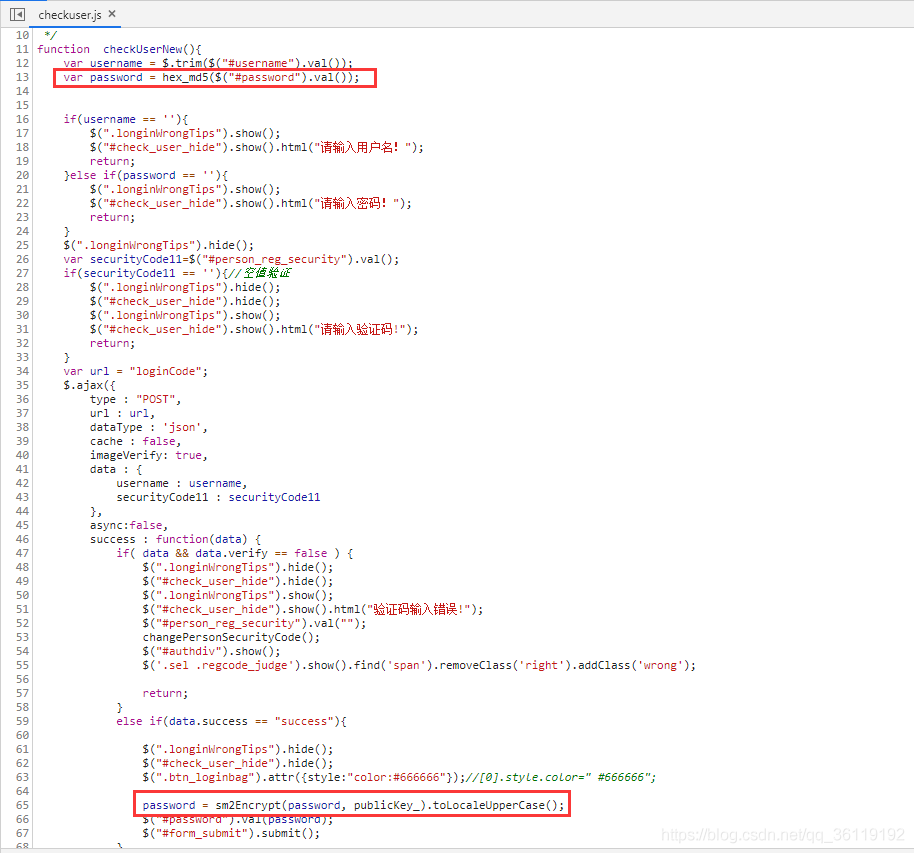 checkuser.js ×
10 */
11 function checkUserNew(){
12 var username = $.trim($("#username").val());
13 var password = hex_md5($("#password").val());
14
15
16 if(username == ''){
17 $(".longinWrongTips").show();
18 $("#check_user_hide").show().html("请输入用户名！");
19 return;
20 }else if(password == ''){
21 $(".longinWrongTips").show();
22 $("#check_user_hide").show().html("请输入密码！");
23 return;
24 }
25 $(".longinWrongTips").hide();
26 var securityCode11=$("#person_reg_security").val();
27 if(securityCode11 == ''){//空值验证
28 $(".longinWrongTips").hide();
29 $("#check_user_hide").hide();
30 $(".longinWrongTips").show();
31 $("#check_user_hide").show().html("请输入验证码!");
32 return;
33 }
34 var url = "loginCode";
35 $.ajax({
36 type : "POST",
37 url : url,
38 dataType : 'json',
39 cache : false,
40 imageVerify: true,
41 data : {
42 username : username,
43 securityCode11 : securityCode11
44 },
45 async:false,
46 success : function(data) {
47 if( data && data.verify == false ) {
48 $(".longinWrongTips").hide();
49 $("#check_user_hide").hide();
50 $(".longinWrongTips").show();
51 $("#check_user_hide").show().html("验证码输入错误!");
52 $("#person_reg_security").val("");
53 changePersonSecurityCode();
54 $("#authdiv").show();
55 $('.sel .regcode_judge').show().find('span').removeClass('right').addClass('wrong');
56
57 return;
58 }
59 else if(data.success == "success"){
60
61 $(".longinWrongTips").hide();
62 $("#check_user_hide").hide();
63 $(".btn_loginbag").attr({style:"color:#666666"});//[0].style.color=" #666666";
64
65 password = sm2Encrypt(password, publicKey_).toLocaleUpperCase();
66 $("#password").val(password);
67 $("#form_submit").submit();
68 }
https://blog.csdn.net/qq_36119192